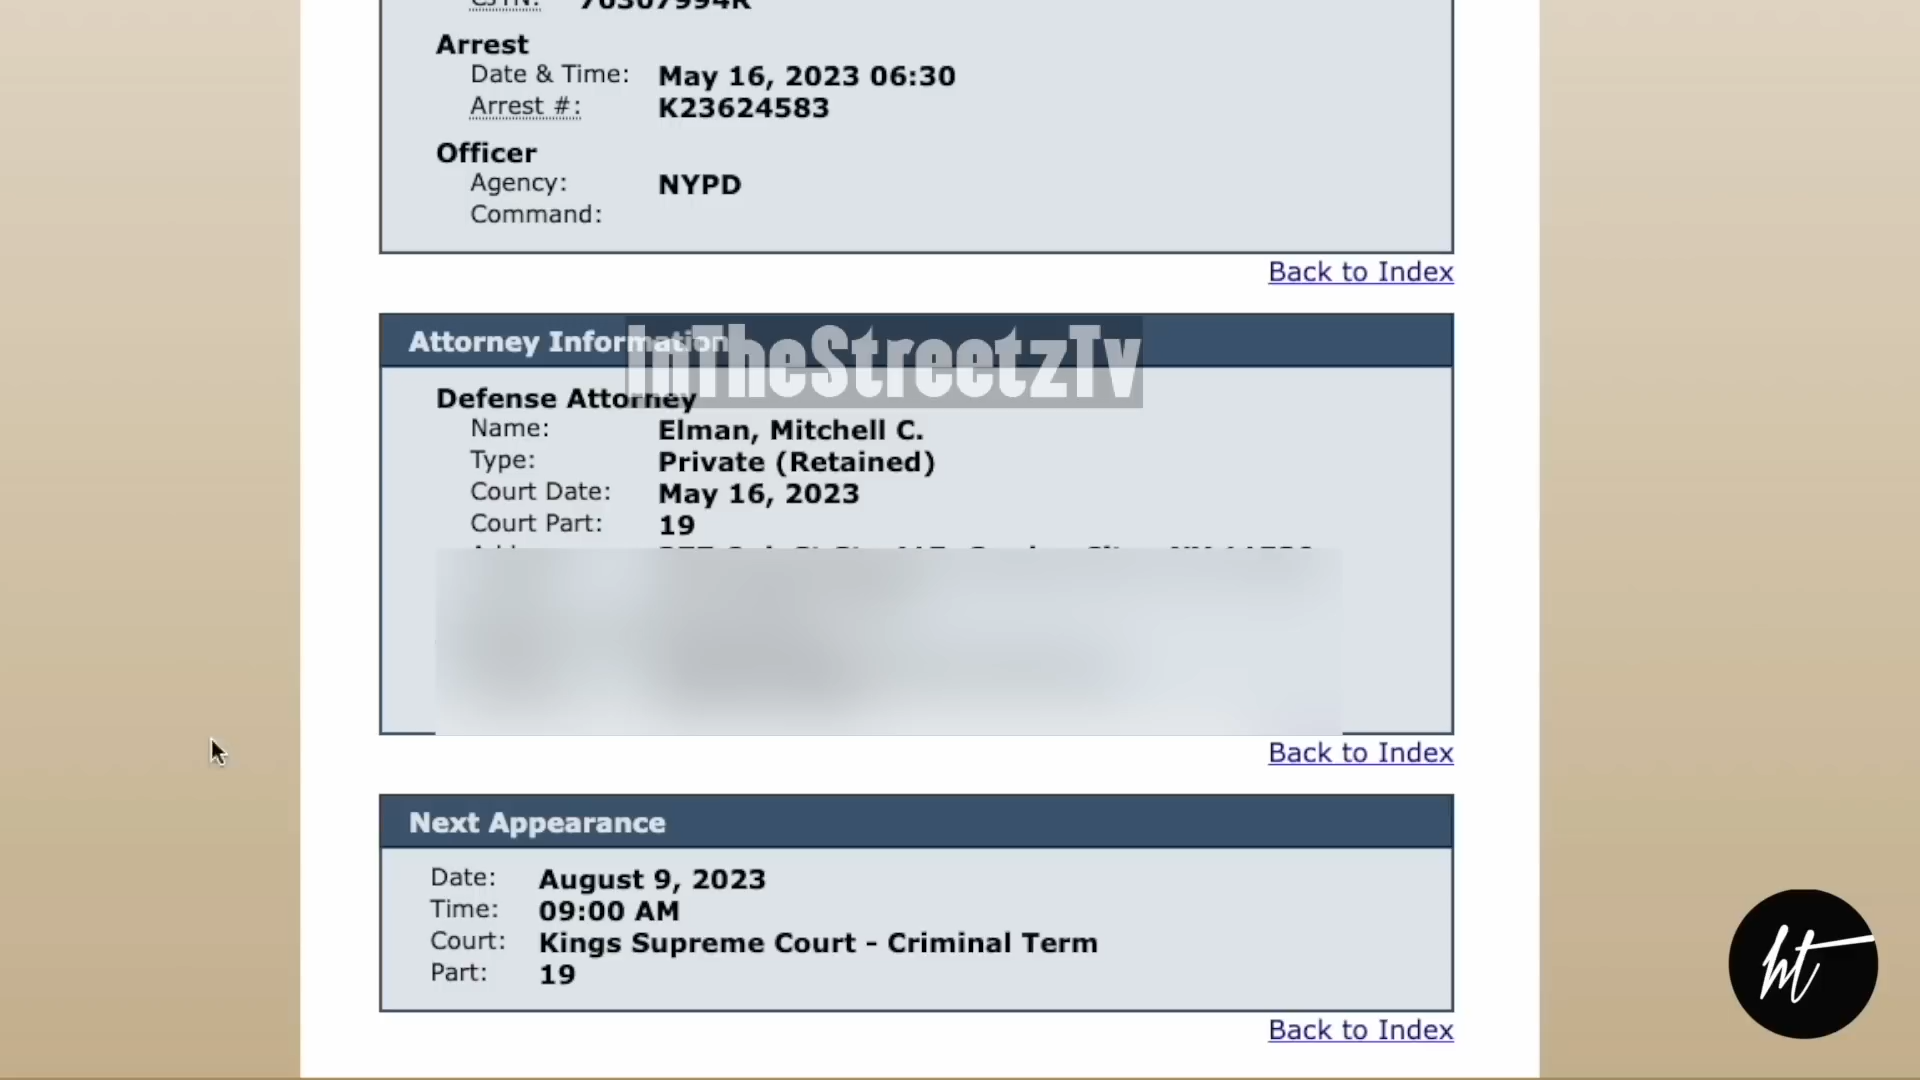 Arrest
Date & Time: May 16, 2023 06:30
Arrest #: K23624583
Officer
Agency: NYPD
Command:
Back to Index
Attorney Information
InTheStreetzTv
Defense Attorney
Name: Elman, Mitchell C.
Type: Private (Retained)
Court Date: May 16, 2023
Court Part: 19
Back to Index
Next Appearance
Date: August 9, 2023
Time: 09:00 AM
Court: Kings Supreme Court - Criminal Term
Part: 19
ht
Back to Index